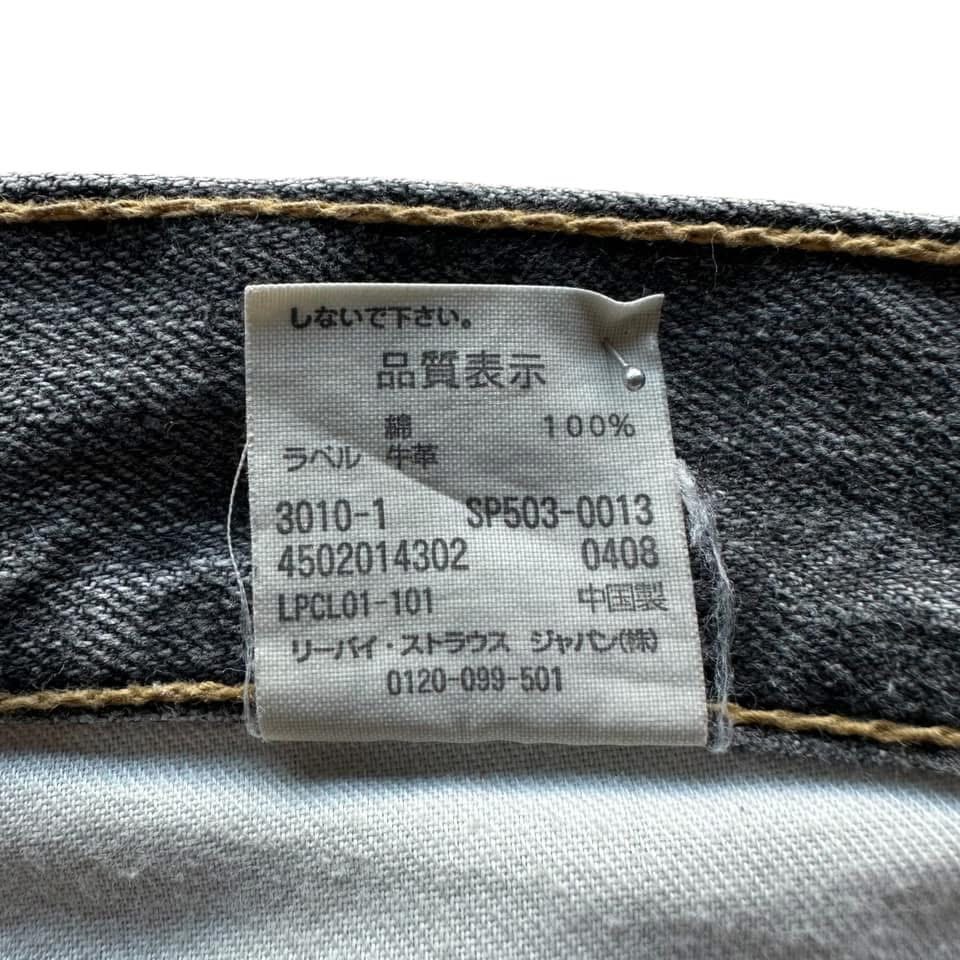 しないで下さい。
品質表示
綿 100%
ラベル 牛革
3010-1 SP503-0013
4502014302 0408
LPCL01-101 中国製
リーバイ・ストラウス ジャパン(株)
0120-099-501